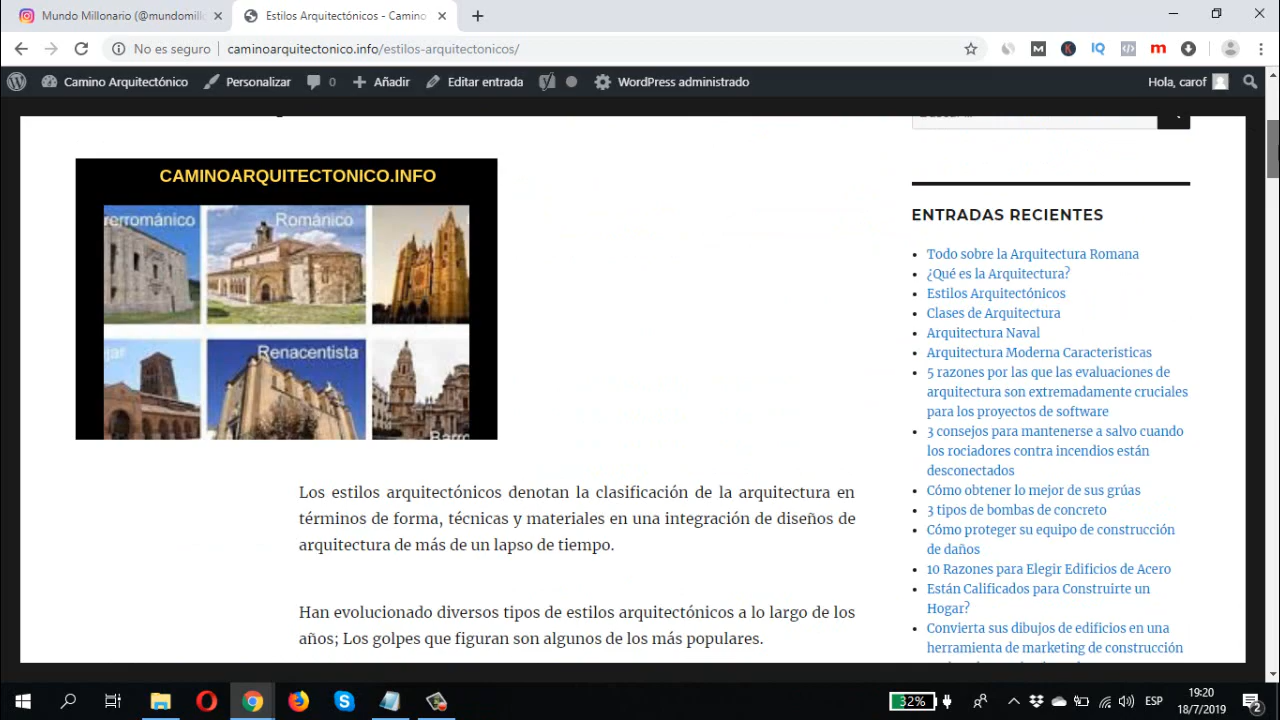 Mundo Millonario (@mundomill
Estilos Arquitectónicos - Camino
No es seguro
caminoarquitectonico.info/estilos-arquitectonicos/
Camino Arquitectónico
Personalizar
0
Añadir
Editar entrada
WordPress administrado
Hola, carof
CAMINOARQUITECTONICO.INFO
rerrománico
Románico
Renacentista
Los estilos arquitectónicos denotan la clasificación de la arquitectura en
términos de forma, técnicas y materiales en una integración de diseños de
arquitectura de más de un lapso de tiempo.
Han evolucionado diversos tipos de estilos arquitectónicos a lo largo de los
años; Los golpes que figuran son algunos de los más populares.
ENTRADAS RECIENTES
Todo sobre la Arquitectura Romana
¿Qué es la Arquitectura?
Estilos Arquitectónicos
Clases de Arquitectura
Arquitectura Naval
Arquitectura Moderna Caracteristicas
5 razones por las que las evaluaciones de
arquitectura son extremadamente cruciales
para los proyectos de software
3 consejos para mantenerse a salvo cuando
los rociadores contra incendios están
desconectados
Cómo obtener lo mejor de sus grúas
3 tipos de bombas de concreto
Cómo proteger su equipo de construcción
de daños
10 Razones para Elegir Edificios de Acero
Están Calificados para Construirte un
Hogar?
Convierta sus dibujos de edificios en una
herramienta de marketing de construcción
32%
ESP
19:20
18/7/2019
2